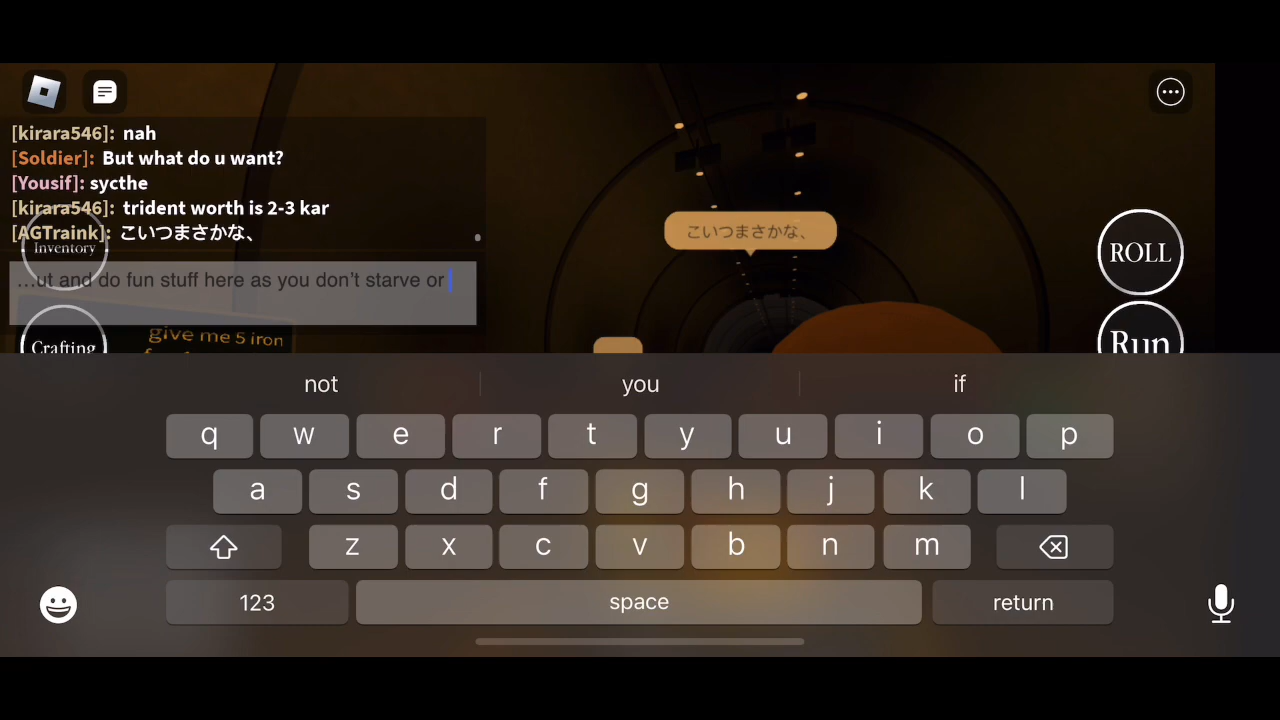 [kirara546]: nah
[Soldier]: But what do u want?
[Yousif]: sycthe
[kirara546]: trident worth is 2-3 kar
[AGTraink]: こいつまさかな、
Inventory
...ut and do fun stuff here as you don't starve or
Crafting
give me 5 iron
こいつまさかな、
ROLL
Run
not you if
q w e r t y u i o p
a s d f g h j k l
z x c v b n m
123 space return